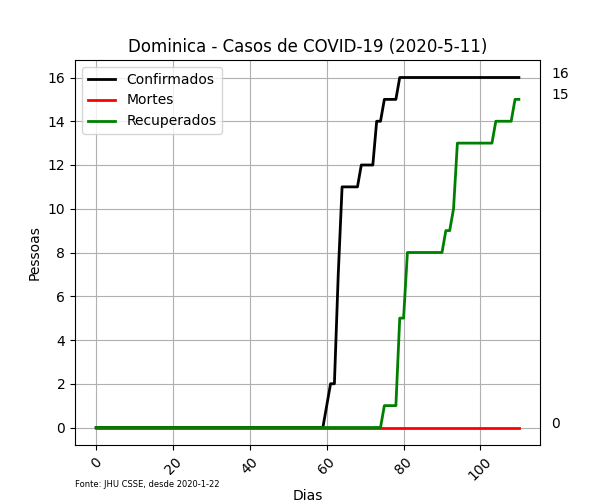 Dominica - Casos de COVID-19 (2020-5-11)
Confirmados
Mortes
Recuperados
Pessoas
16
14
12
10
8
6
4
2
0
16
15
0
0 20 40 60 80 100
Dias
Fonte: JHU CSSE, desde 2020-1-22